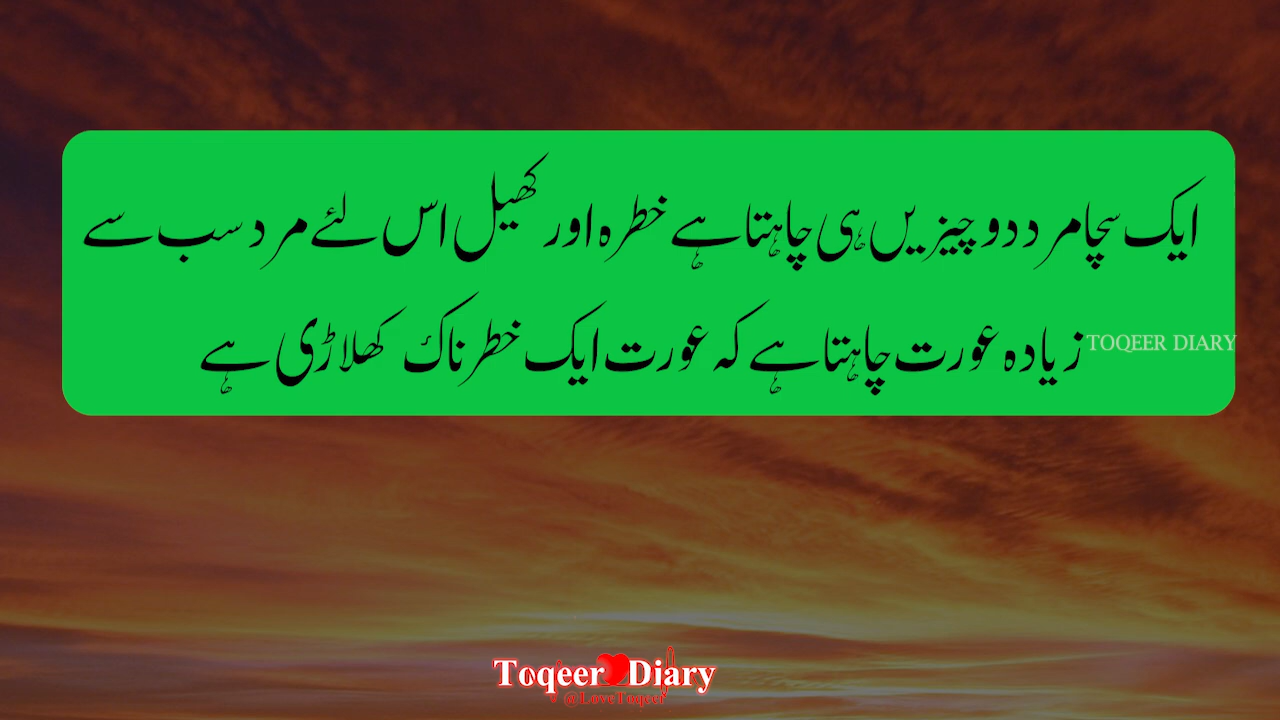 ایک سچا مرد دو چیزیں ہی چاہتا ہے خطرہ اور کھیل اس لئے مرد سب سے
زیادہ عورت چاہتا ہے کہ عورت ایک خطرناک کھلاڑی ہے
TOQEER DIARY
Toqeer Diary
@LoveToqeer